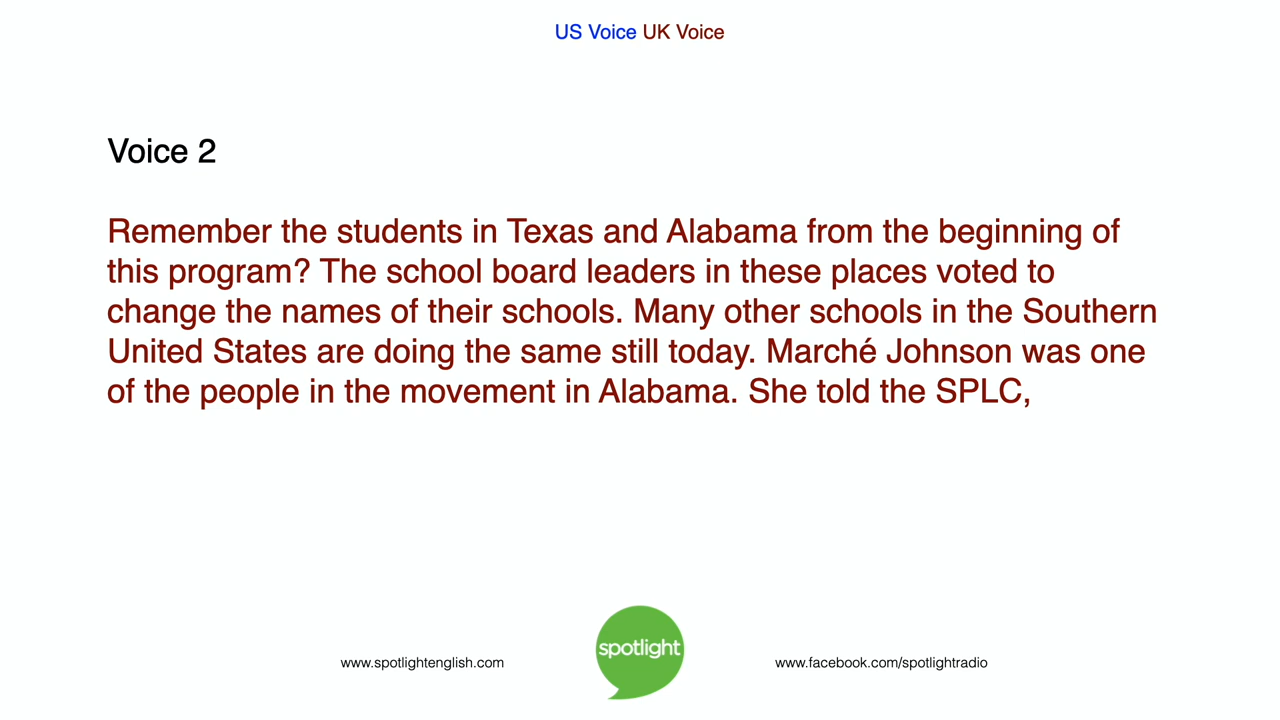 US Voice UK Voice
Voice 2
Remember the students in Texas and Alabama from the beginning of
this program? The school board leaders in these places voted to
change the names of their schools. Many other schools in the Southern
United States are doing the same still today. Marché Johnson was one
of the people in the movement in Alabama. She told the SPLC,
www.spotlightenglish.com
spotlight
www.facebook.com/spotlightradio